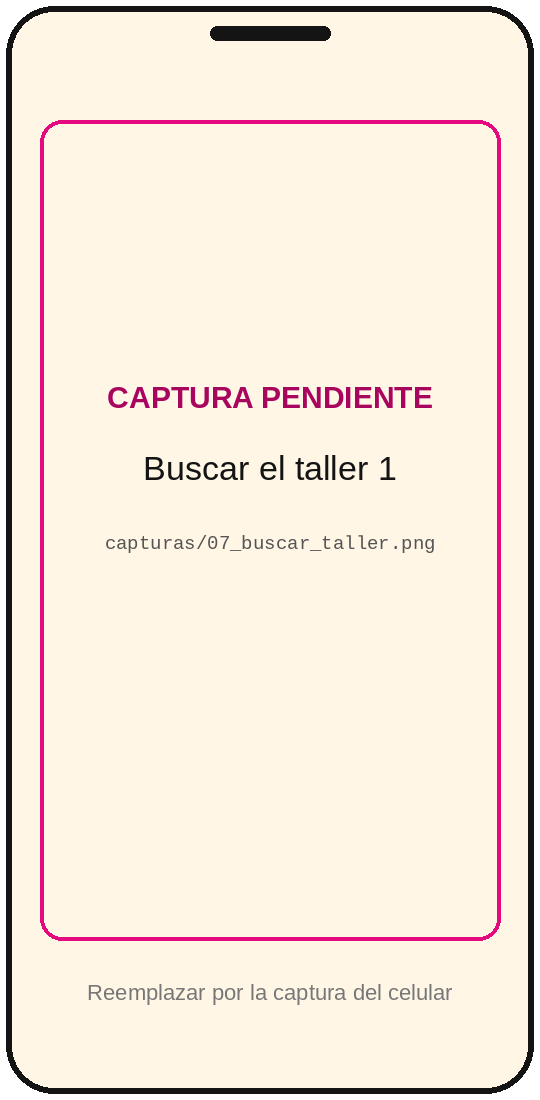 CAPTURA PENDIENTE
Buscar el taller 1
capturas/07_buscar_taller.png
Reemplazar por la captura del celular